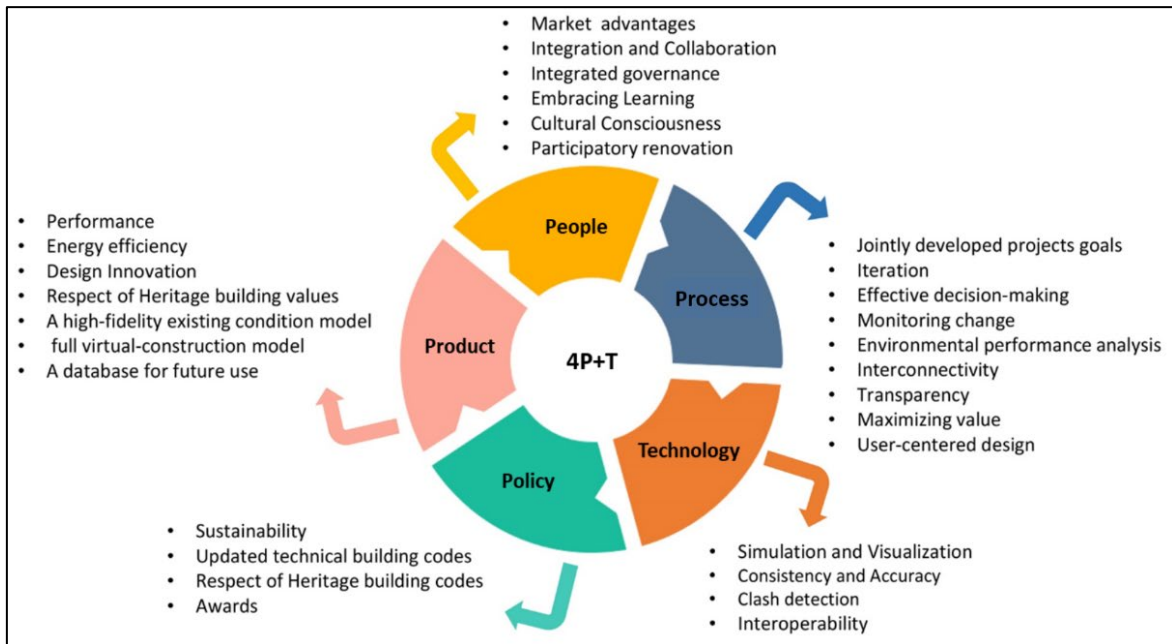 • Market advantages
• Integration and Collaboration
• Integrated governance
• Embracing Learning
• Cultural Consciousness
• Participatory renovation
People
Process
Technology
Policy
Product
4P+T
• Jointly developed projects goals
• Iteration
• Effective decision-making
• Monitoring change
• Environmental performance analysis
• Interconnectivity
• Transparency
• Maximizing value
• User-centered design
• Simulation and Visualization
• Consistency and Accuracy
• Clash detection
• Interoperability
• Sustainability
• Updated technical building codes
• Respect of Heritage building codes
• Awards
• Performance
• Energy efficiency
• Design Innovation
• Respect of Heritage building values
• A high-fidelity existing condition model
• full virtual-construction model
• A database for future use